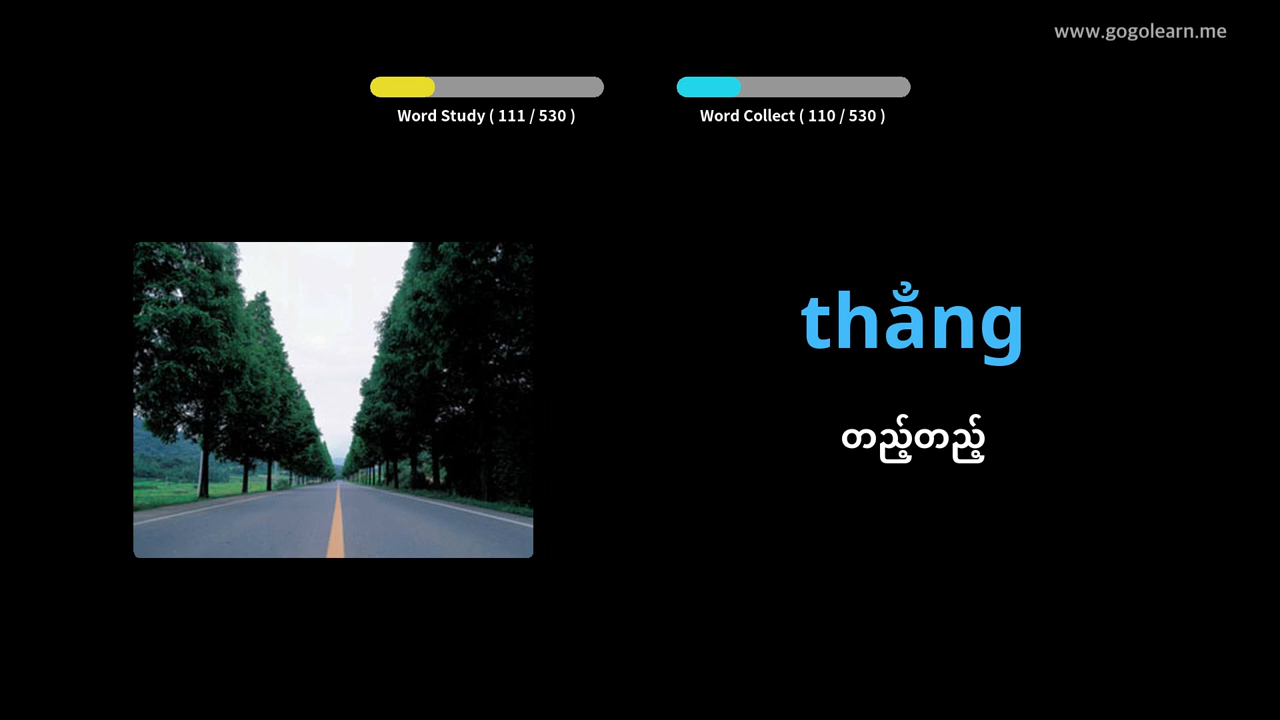 www.gogolearn.me
Word Study ( 111 / 530 )
Word Collect ( 110 / 530 )
thẳng
တည့်တည့်